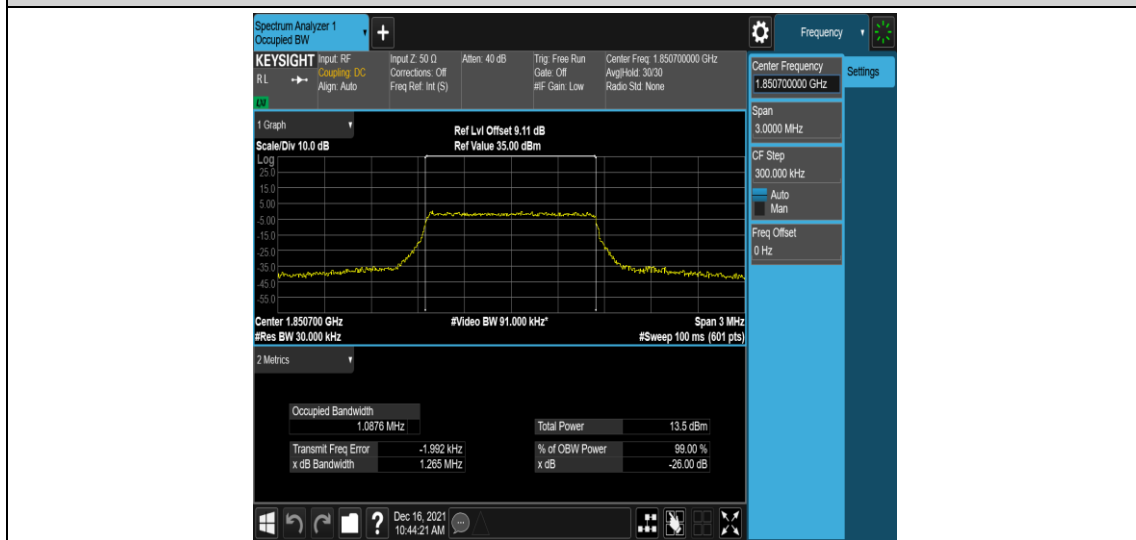 Spectrum Analyzer 1
Occupied BW
+
Frequency
KEYSIGHT
RL
LXI
Input: RF
Coupling: DC
Align: Auto
Input Z: 50 Ω
Corrections: Off
Freq Ref: Int (S)
Atten: 40 dB
Trig: Free Run
Gate: Off
#IF Gain: Low
Center Freq: 1.850700000 GHz
Avg|Hold: 30/30
Radio Std: None
Center Frequency
1.850700000 GHz
Settings
Span
3.0000 MHz
CF Step
300.000 kHz
Auto
Man
Freq Offset
0 Hz
1 Graph
Scale/Div 10.0 dB
Ref Lvl Offset 9.11 dB
Ref Value 35.00 dBm
Log
25.0
15.0
5.00
-5.00
-15.0
-25.0
-35.0
-45.0
-55.0
Center 1.850700 GHz
#Video BW 91.000 kHz*
Span 3 MHz
#Res BW 30.000 kHz
#Sweep 100 ms (601 pts)
2 Metrics
Occupied Bandwidth
1.0876 MHz
Total Power 13.5 dBm
Transmit Freq Error -1.992 kHz
% of OBW Power 99.00 %
x dB Bandwidth 1.265 MHz
x dB -26.00 dB
?
Dec 16, 2021
10:44:21 AM